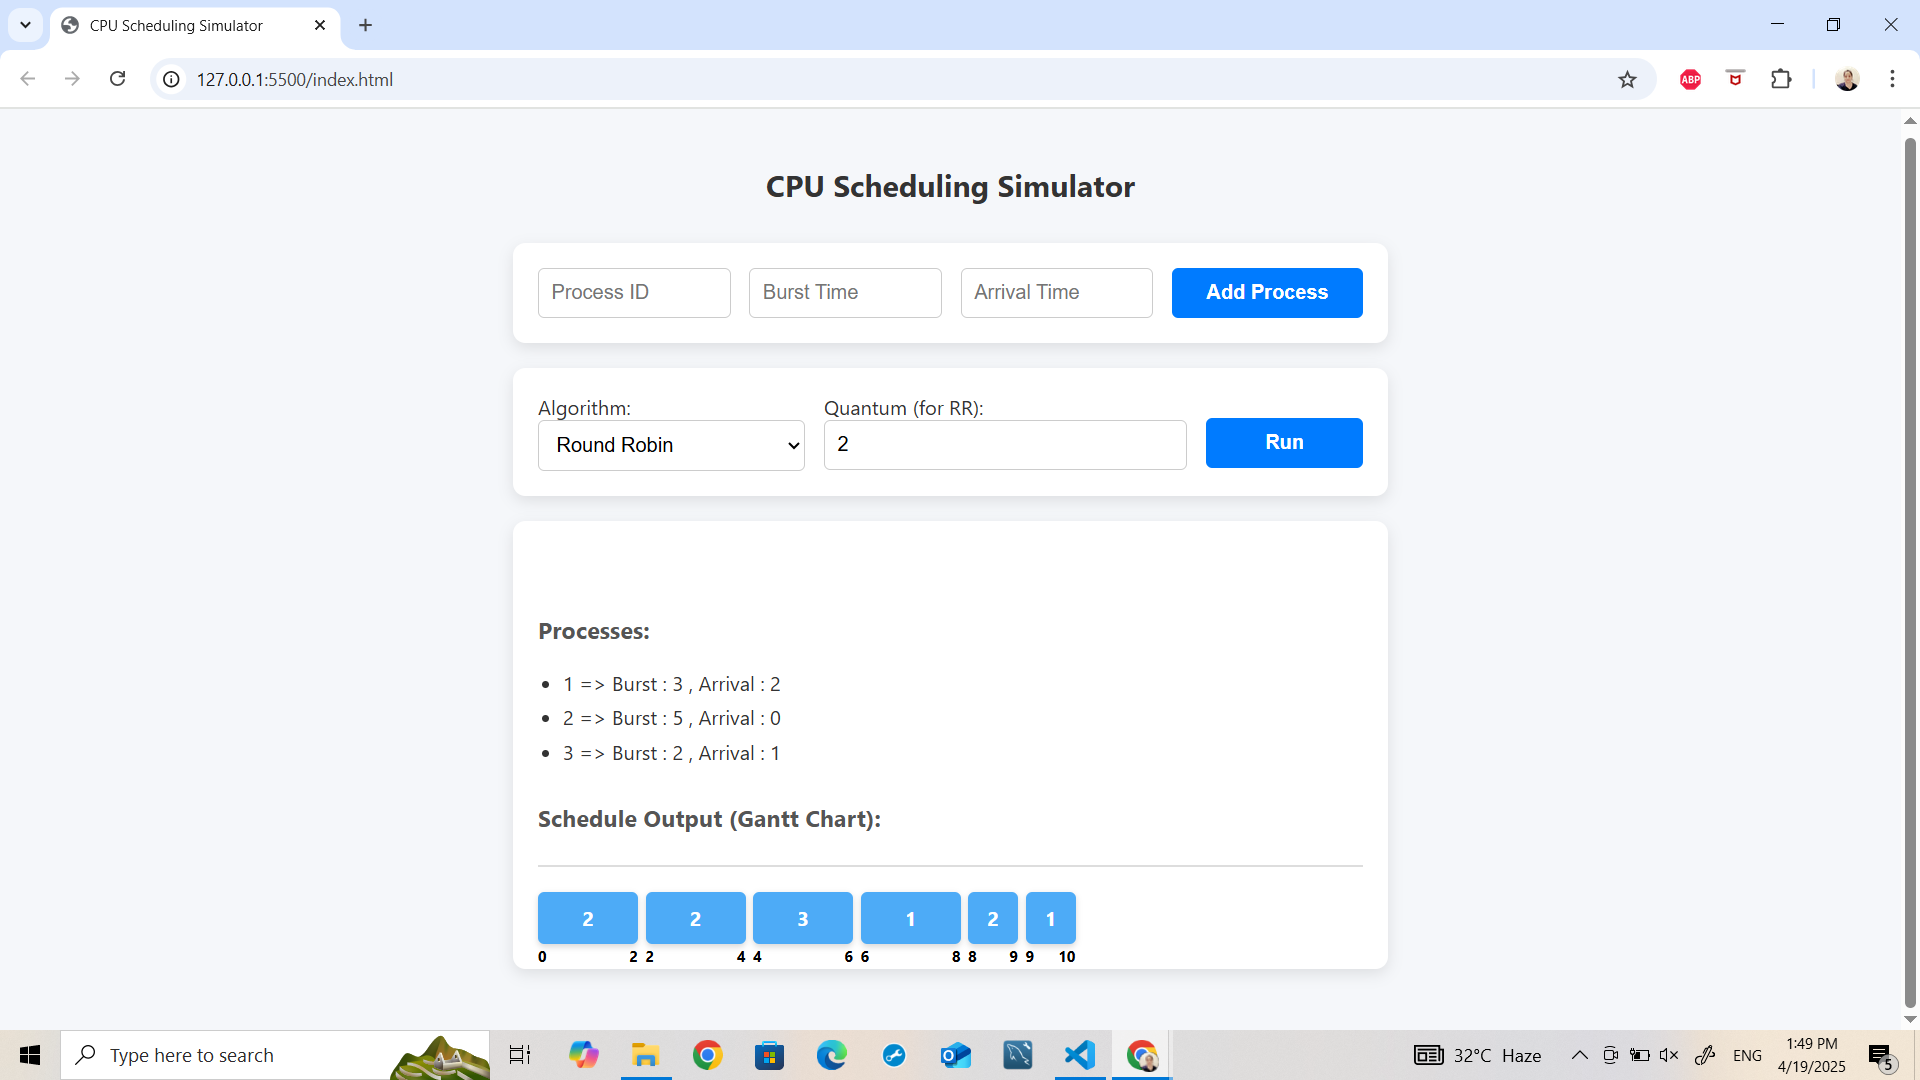 CPU Scheduling Simulator
127.0.0.1:5500/index.html
ABP
CPU Scheduling Simulator
Process ID Burst Time Arrival Time Add Process
Algorithm: Quantum (for RR):
Round Robin 2 Run
Processes:
• 1 => Burst : 3 , Arrival : 2
• 2 => Burst : 5 , Arrival : 0
• 3 => Burst : 2 , Arrival : 1
Schedule Output (Gantt Chart):
2 2 3 1 2 1
0 2 2 4 4 6 6 8 8 9 9 10
Type here to search
32°C Haze
ENG
1:49 PM
4/19/2025
5